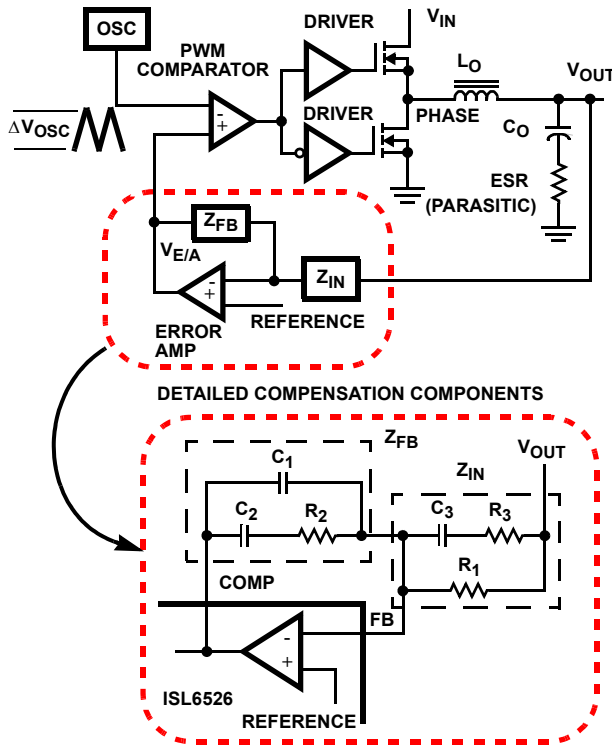 OSC
PWM
COMPARATOR
DRIVER
VIN
LO
VOUT
ΔVOSC
-
+
DRIVER
PHASE
CO
ESR
(PARASITIC)
ZFB
VE/A
ZIN
-
+
REFERENCE
ERROR
AMP
DETAILED COMPENSATION COMPONENTS
ZFB
VOUT
C1
ZIN
C2
R2
C3
R3
R1
COMP
FB
-
+
ISL6526
REFERENCE